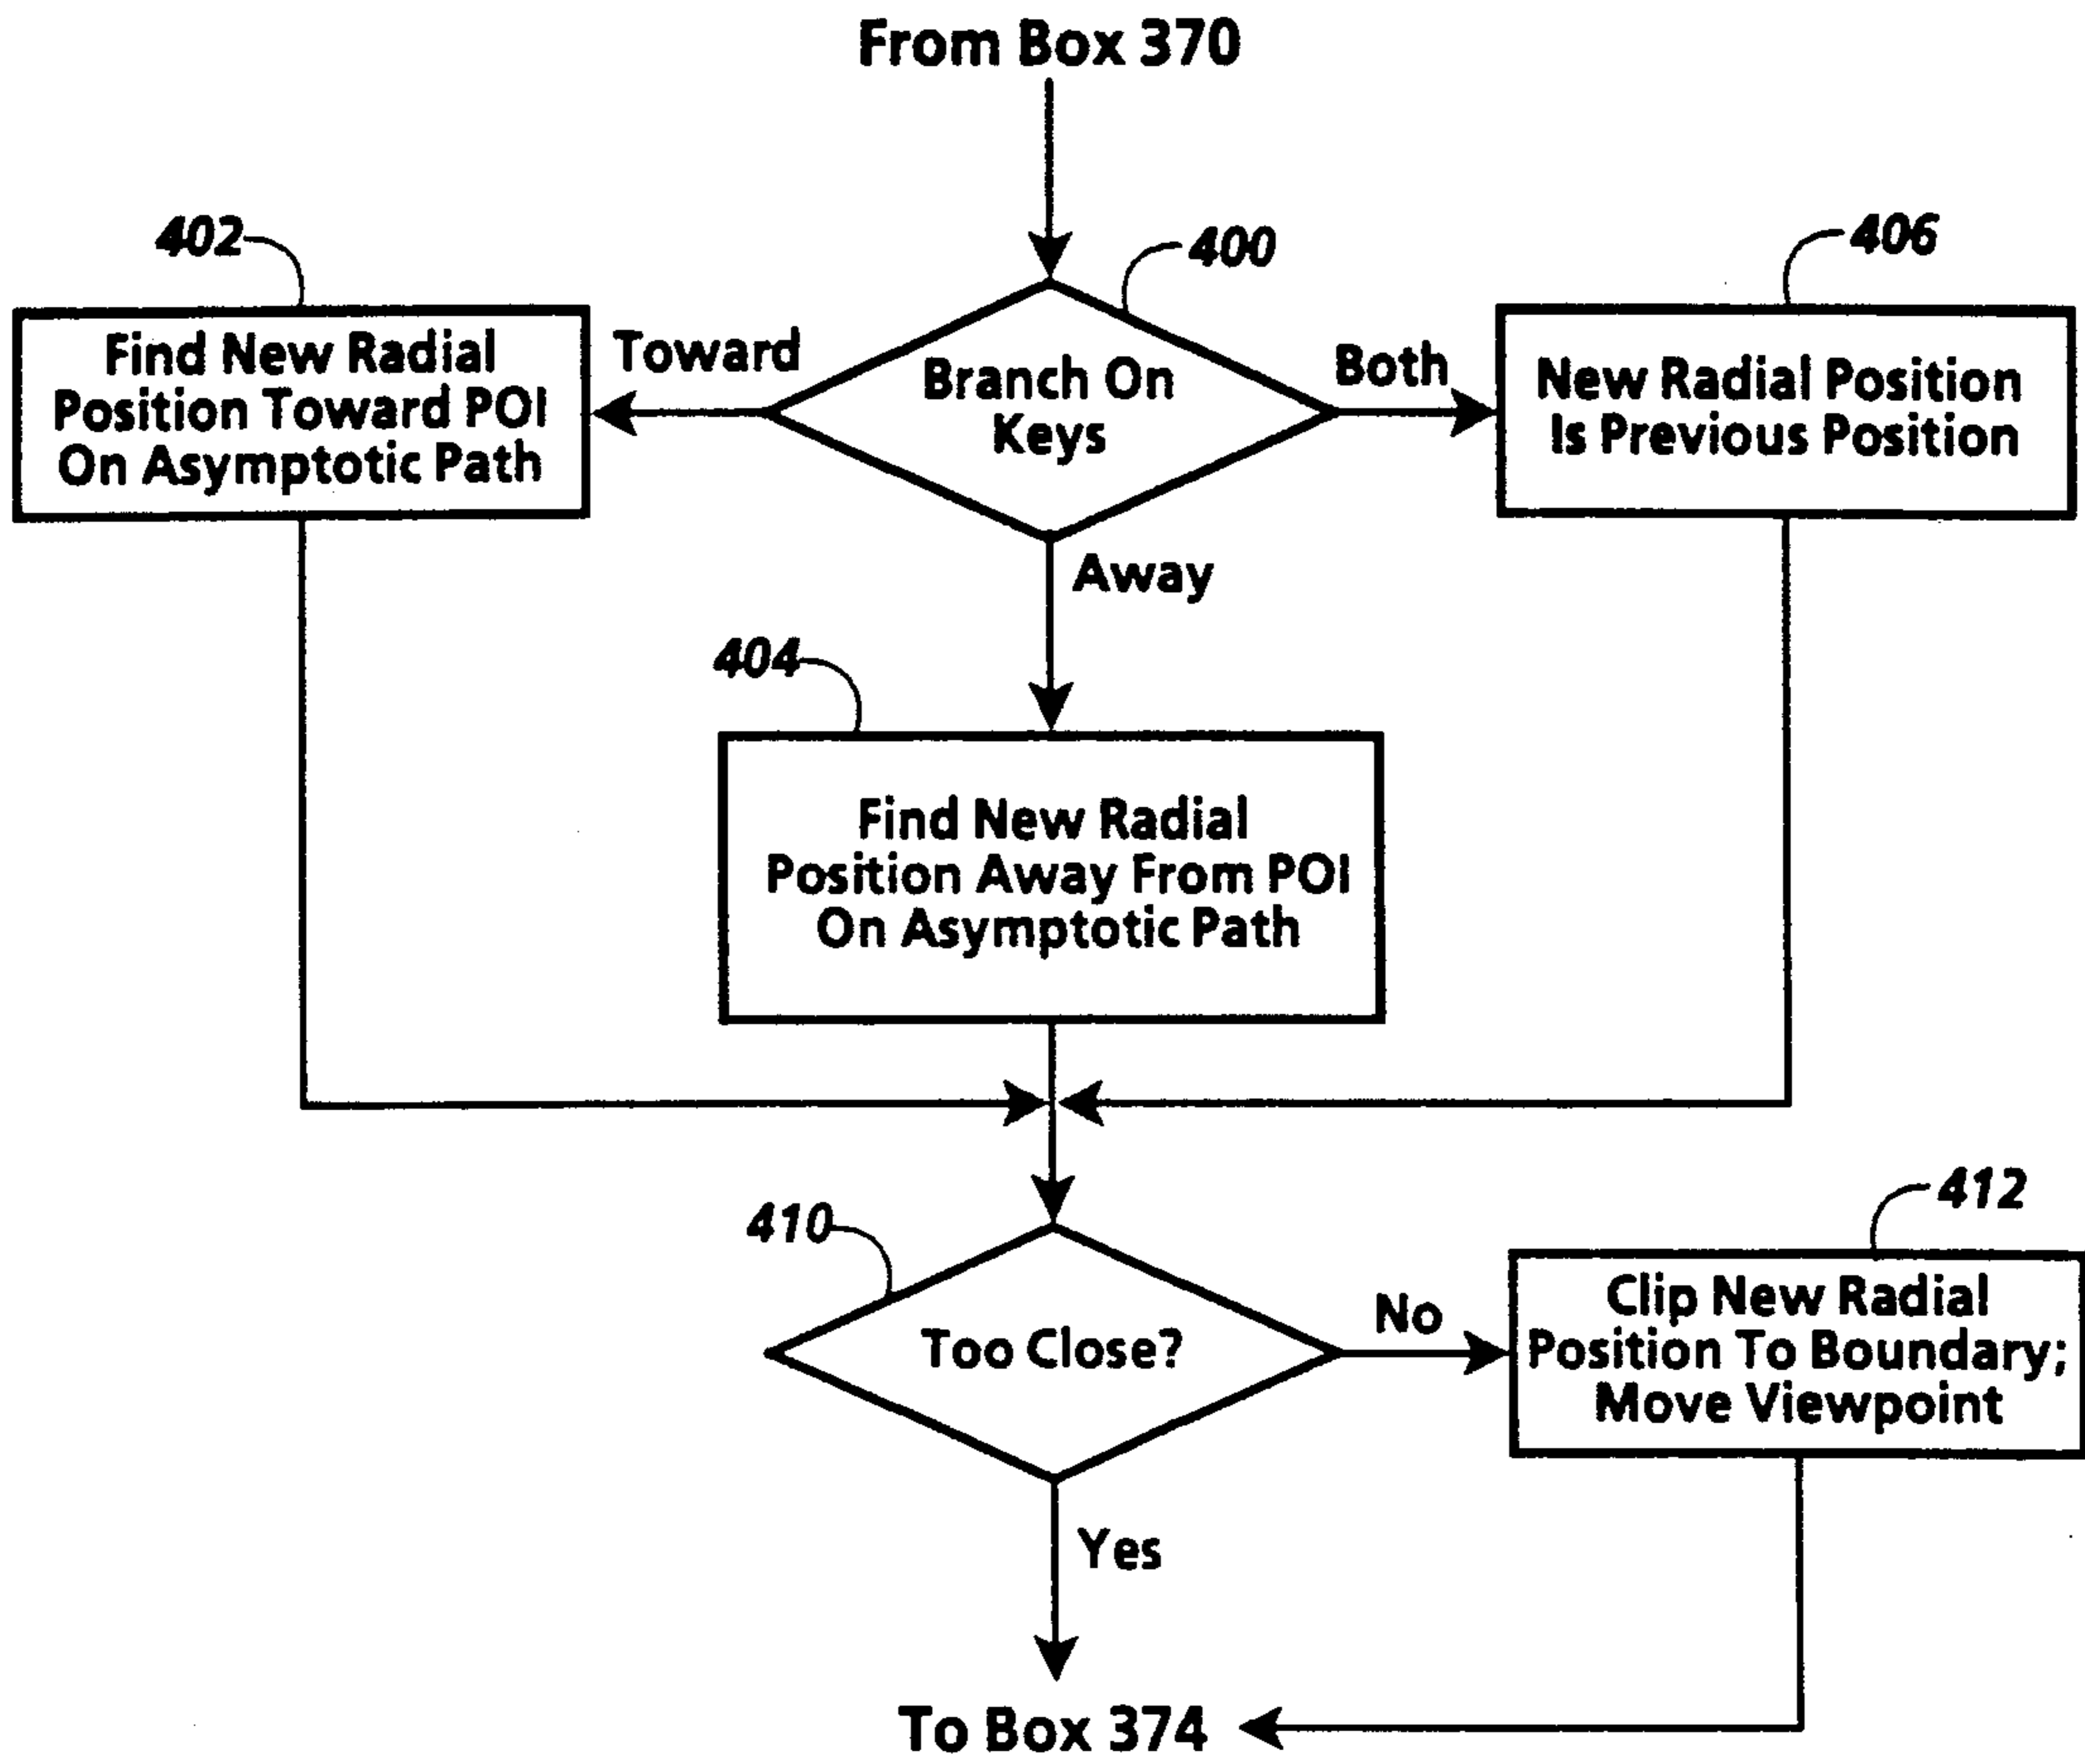 From Box 370
402
400
406
Find New Radial
Position Toward POI
On Asymptotic Path
Toward
Branch On
Keys
Both
New Radial Position
Is Previous Position
Away
404
Find New Radial
Position Away From POI
On Asymptotic Path
410
412
Too Close?
No
Clip New Radial
Position To Boundary;
Move Viewpoint
Yes
To Box 374